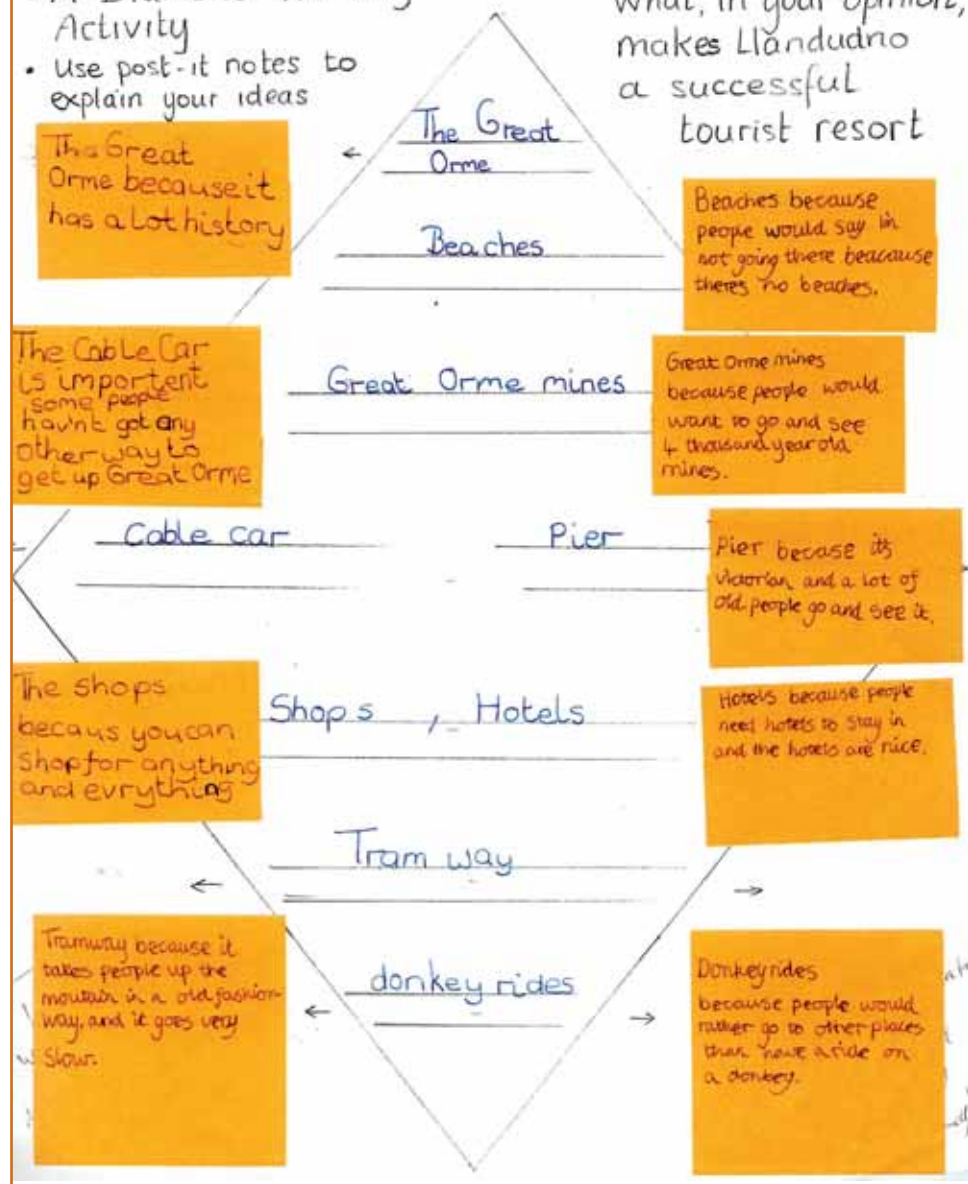 Activity
• Use post-it notes to
explain your ideas
What, in your opinion,
makes Llandudno
a successful
tourist resort
The Great
Orme
The Great
Orme because it
has a lot history
Beaches
Beaches because
people would say im
not going there beacause
theres no beaches.
The Cable Car
is importent
some people
hav'nt got any
other way to
get up Great Orme
Great Orme mines
Great Orme mines
because people would
want to go and see
4 thousand year old
mines.
Cable car
Pier
Pier becase its
victorian and a lot of
old people go and see it.
The shops
becaus you can
Shop for anything
and evrything
Shops , Hotels
Hotels because people
need hotels to stay in
and the hotels are nice.
Tram way
Tramway because it
takes people up the
moutain in a old fashion
way, and it goes very
slow.
donkey rides
Donkey rides
because people would
rather go to other places
than have a ride on
a donkey.